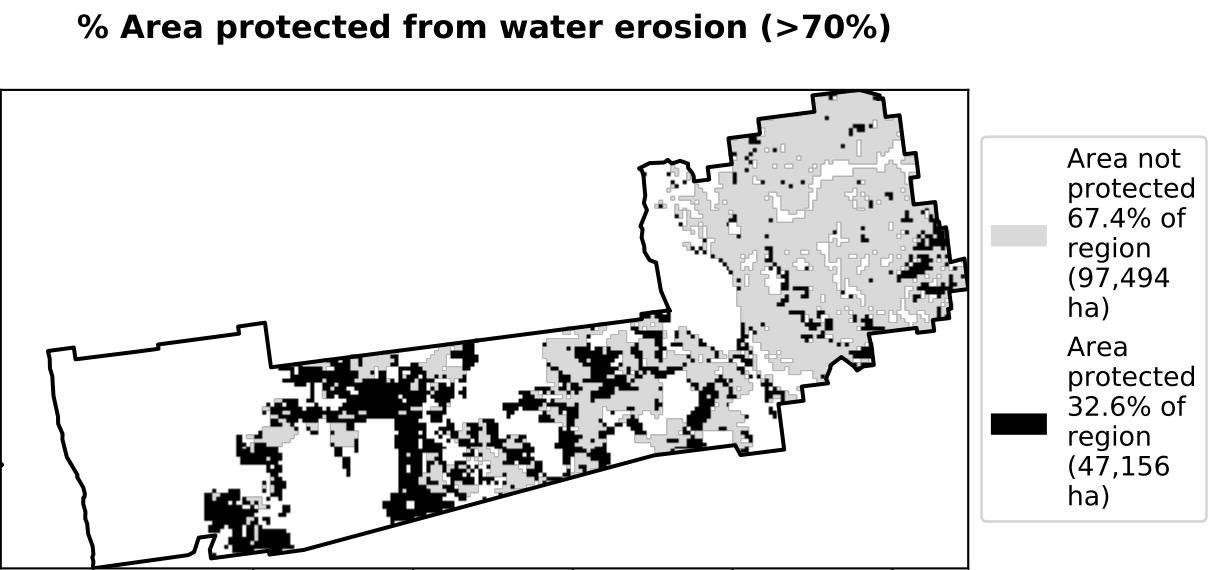 % Area protected from water erosion (>70%)
Area not
protected
67.4% of
region
(97,494
ha)
Area
protected
32.6% of
region
(47,156
ha)